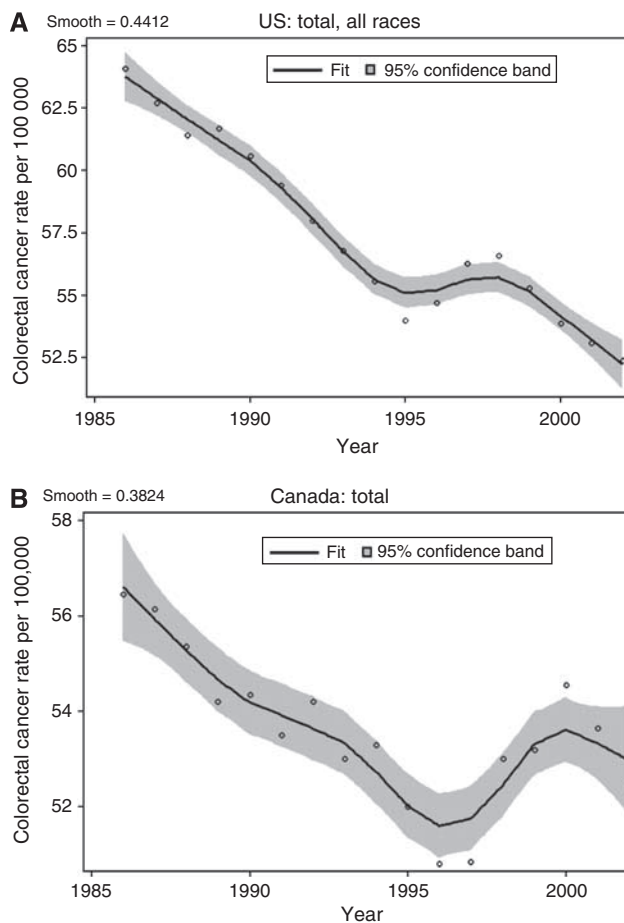 A Smooth = 0.4412 US: total, all races
Colorectal cancer rate per 100 000
65
62.5
60
57.5
55
52.5
Fit 95% confidence band
1985 1990 1995 2000
Year
B Smooth = 0.3824 Canada: total
Colorectal cancer rate per 100,000
58
56
54
52
Fit 95% confidence band
1985 1990 1995 2000
Year